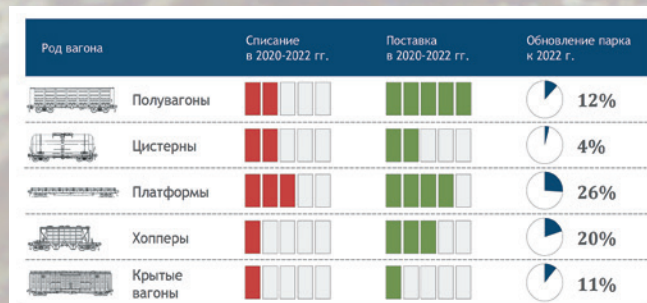 Род вагона
Списание
в 2020-2022 гг.
Поставка
в 2020-2022 гг.
Обновление парка
к 2022 г.
Полувагоны
12%
Цистерны
4%
Платформы
26%
Хопперы
20%
Крытые
вагоны
11%